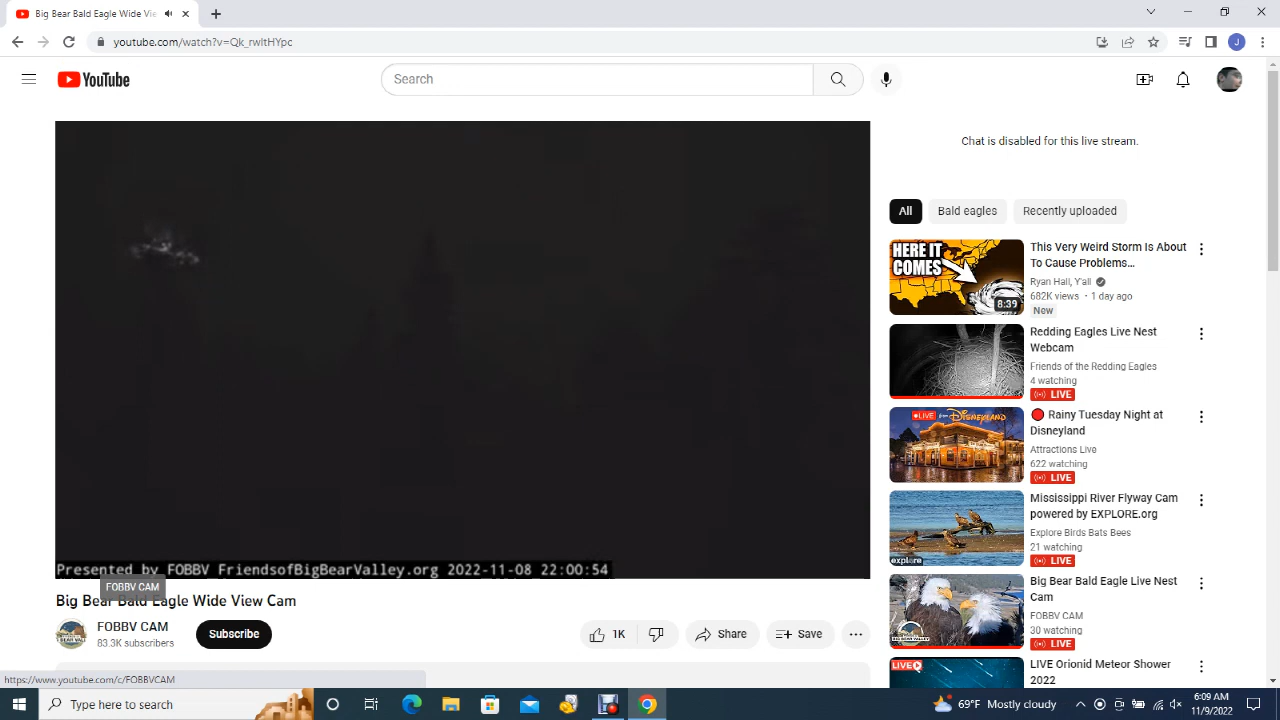 Big Bear Bald Eagle Wide Vie
youtube.com/watch?v=Qk_rwItHYpc
J
YouTube
Search
Chat is disabled for this live stream.
All
Bald eagles
Recently uploaded
HERE IT
COMES
8:39
This Very Weird Storm Is About
To Cause Problems...
Ryan Hall, Y'all
682K views • 1 day ago
New
Redding Eagles Live Nest
Webcam
Friends of the Redding Eagles
4 watching
LIVE
LIVE from DISNEYLAND
Rainy Tuesday Night at
Disneyland
Attractions Live
622 watching
LIVE
explore
Mississippi River Flyway Cam
powered by EXPLORE.org
Explore Birds Bats Bees
21 watching
LIVE
Big Bear Bald Eagle Live Nest
Cam
FOBBV CAM
30 watching
LIVE
LIVE
LIVE Orionid Meteor Shower
2022
Presented by FOBBV FriendsofBigBearValley.org 2022-11-08 22:00:54
FOBBV CAM
Big Bear Bald Eagle Wide View Cam
FOBBV CAM
83.3K subscribers
Subscribe
1K
Share
Save
https://www.youtube.com/c/FOBBVCAM
Type here to search
69°F Mostly cloudy
6:09 AM
11/9/2022